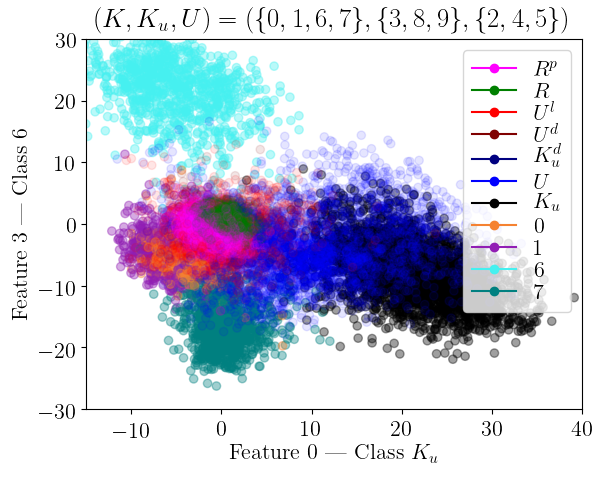 (K, K_u, U) = ({0, 1, 6, 7}, {3, 8, 9}, {2, 4, 5})
30
20
10
0
−10
−20
−30
Feature 3 — Class 6
R^p
R
U^l
U^d
K_u^d
U
K_u
0
1
6
7
−10 0 10 20 30 40
Feature 0 — Class K_u